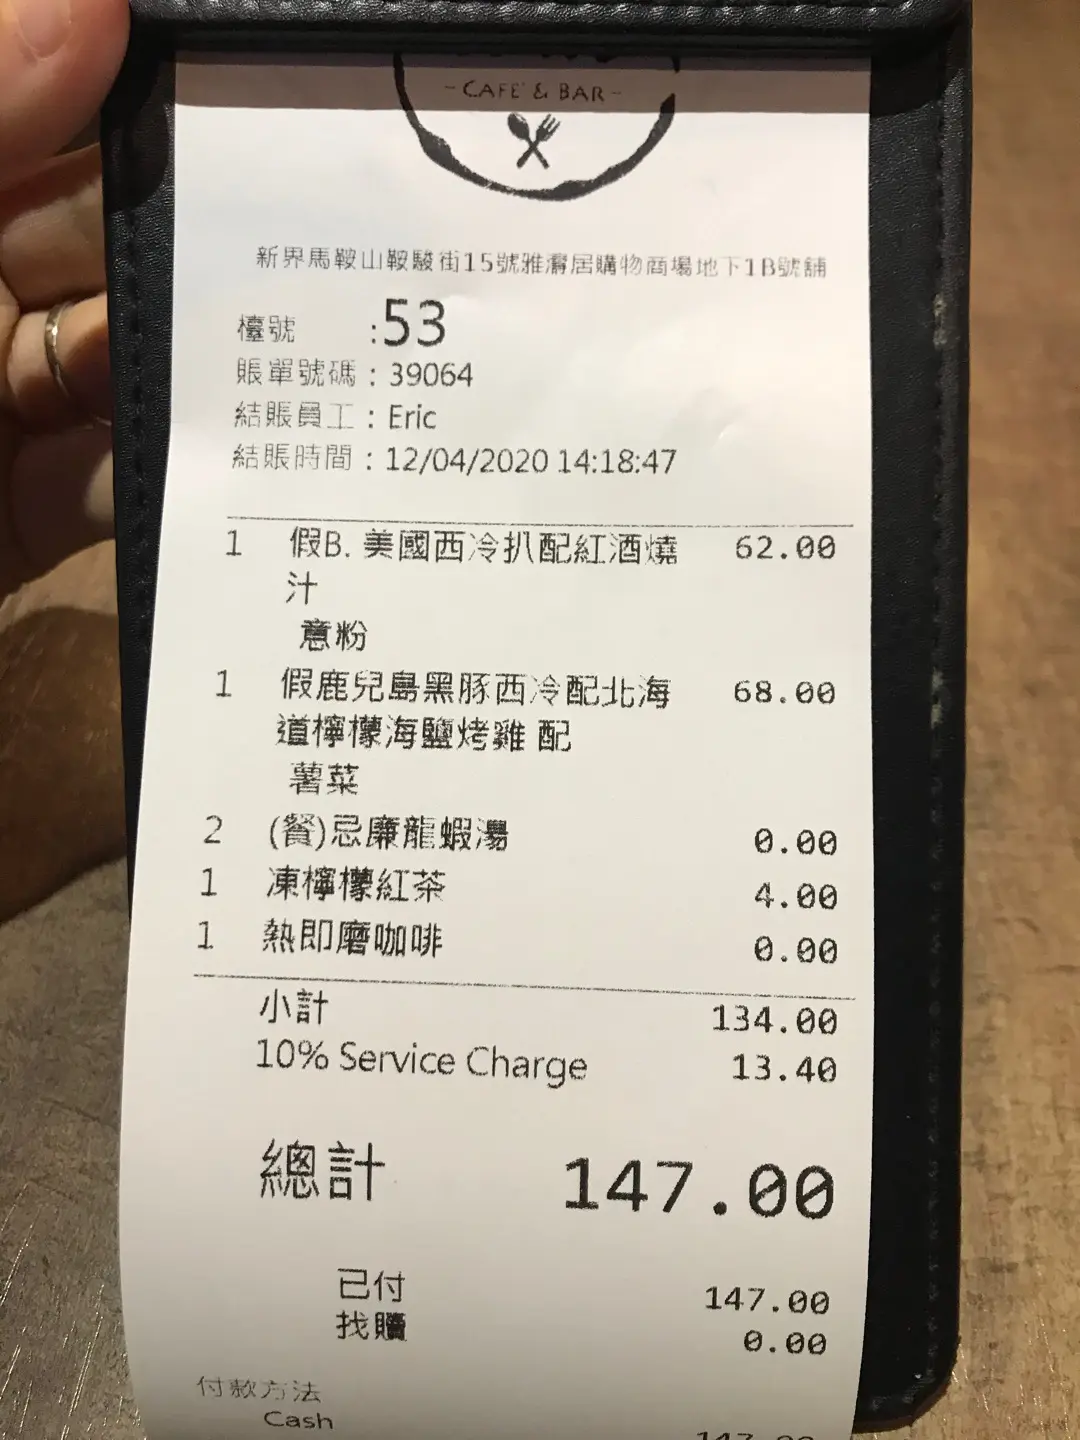 - CAFE & BAR -
新界馬鞍山鞍駿街15號雅濤居購物商場地下1B號舖
檯號 :53
賬單號碼 : 39064
結賬員工 : Eric
結賬時間 : 12/04/2020 14:18:47
1 假B. 美國西冷扒配紅酒燒 62.00
汁
意粉
1 假鹿兒島黑豚西冷配北海 68.00
道檸檬海鹽烤雞 配
薯菜
2 (餐)忌廉龍蝦湯 0.00
1 凍檸檬紅茶 4.00
1 熱即磨咖啡 0.00
小計 134.00
10% Service Charge 13.40
總計 147.00
已付 147.00
找贖 0.00
付款方法
Cash